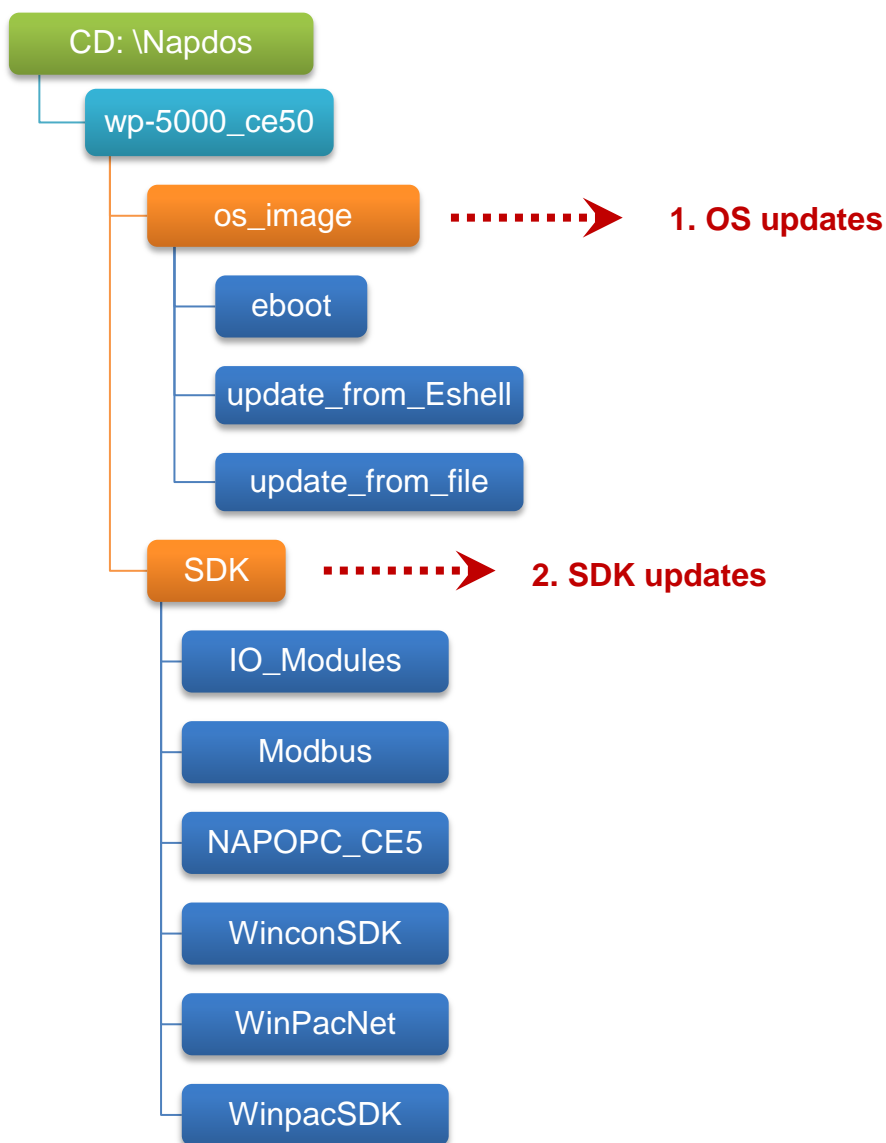 CD: \Napdos
wp-5000_ce50
os_image
1. OS updates
eboot
update_from_Eshell
update_from_file
SDK
2. SDK updates
IO_Modules
Modbus
NAPOPC_CE5
WinconSDK
WinPacNet
WinpacSDK